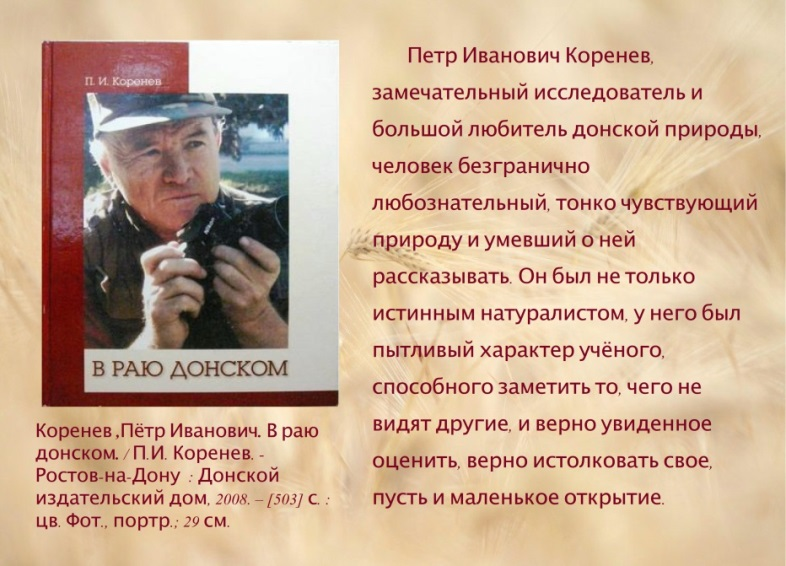 П. И. Коренев
В РАЮ ДОНСКОМ
Коренев ,Пётр Иванович. В раю
донском. / П.И. Коренев. -
Ростов-на-Дону : Донской
издательский дом, 2008. – [503] с. :
цв. Фот., портр.; 29 см.
Петр Иванович Коренев,
замечательный исследователь и
большой любитель донской природы,
человек безгранично
любознательный, тонко чувствующий
природу и умевший о ней
рассказывать. Он был не только
истинным натуралистом, у него был
пытливый характер учёного,
способного заметить то, чего не
видят другие, и верно увиденное
оценить, верно истолковать свое,
пусть и маленькое открытие.